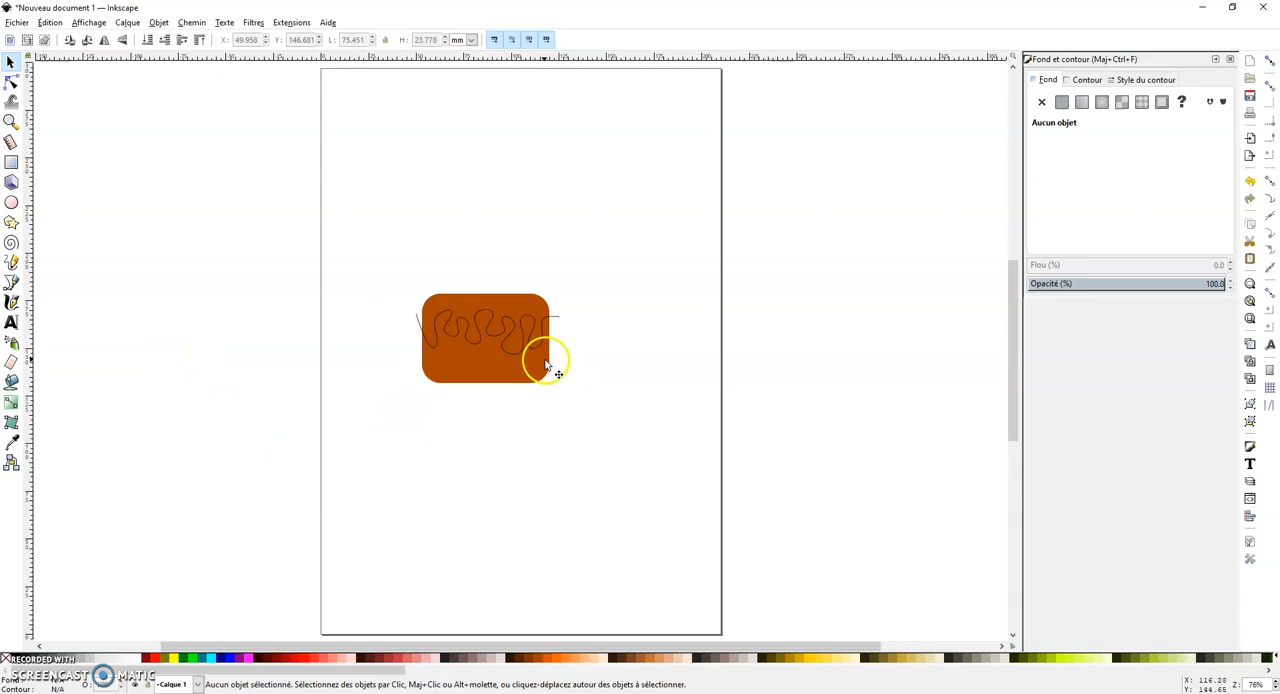 *Nouveau document 1 — Inkscape
Fichier Édition Affichage Calque Objet Chemin Texte Filtres Extensions Aide
X: 49.958 Y: 146.681 L: 75.451 H: 23.778 mm
Fond et contour (Maj+Ctrl+F)
Fond Contour Style du contour
?
Aucun objet
Flou (%) 0.0
Opacité (%) 100.0
RECORDED WITH
SCREENCAST MATIC
Fond : N/A
Contour : N/A
O:
Calque 1
Aucun objet sélectionné. Sélectionnez des objets par Clic, Maj+Clic ou Alt+molette, ou cliquez-déplacez autour des objets à sélectionner.
X: 116.28
Y: 144.65
Z: 76%